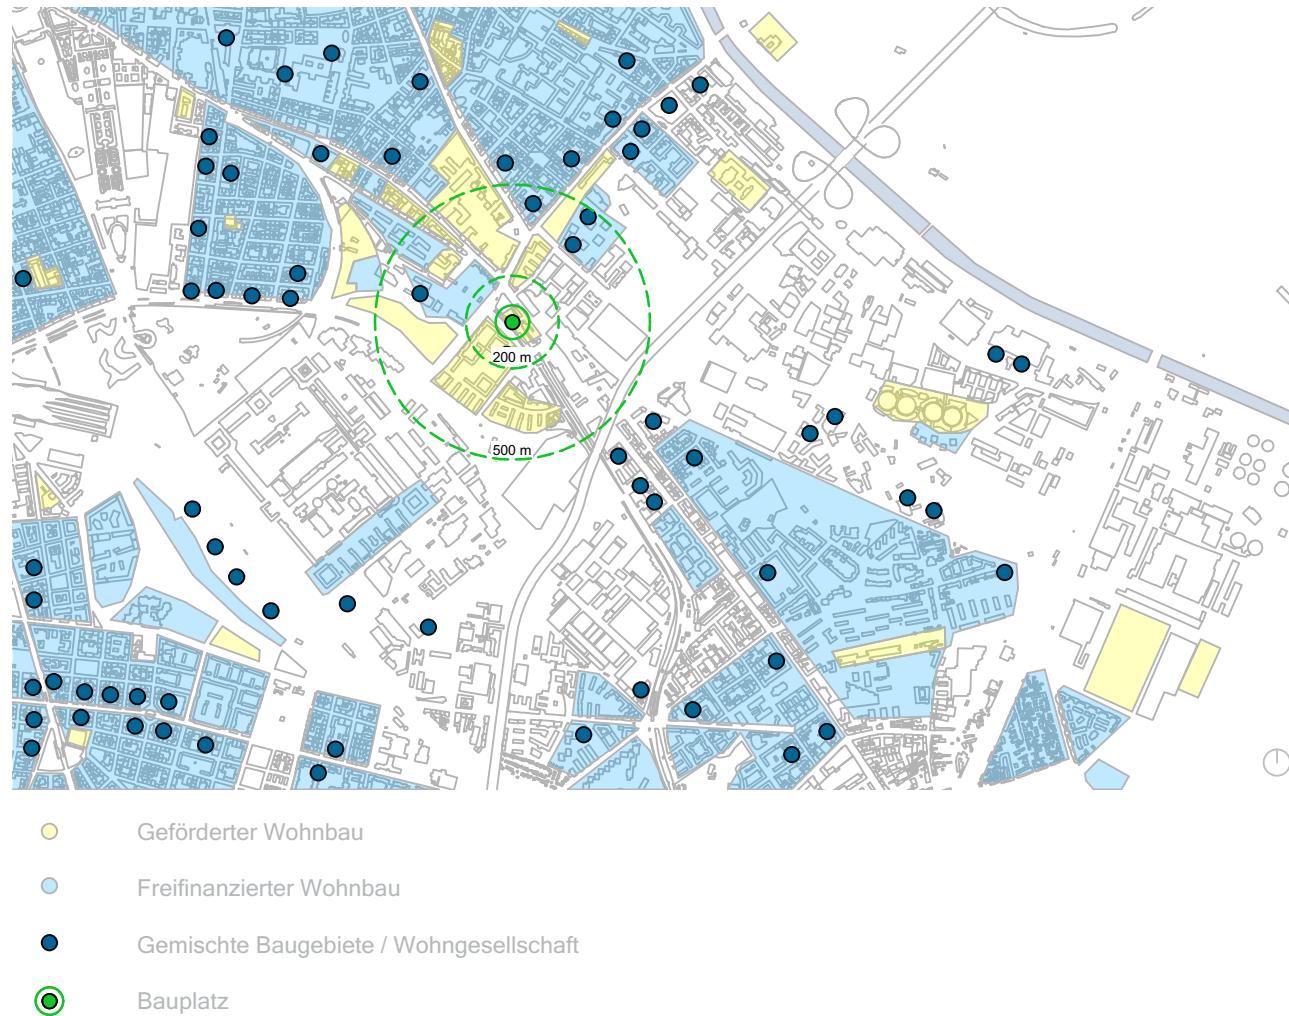 200 m
500 m
Geförderter Wohnbau
Freifinanzierter Wohnbau
Gemischte Baugebiete / Wohngesellschaft
Bauplatz